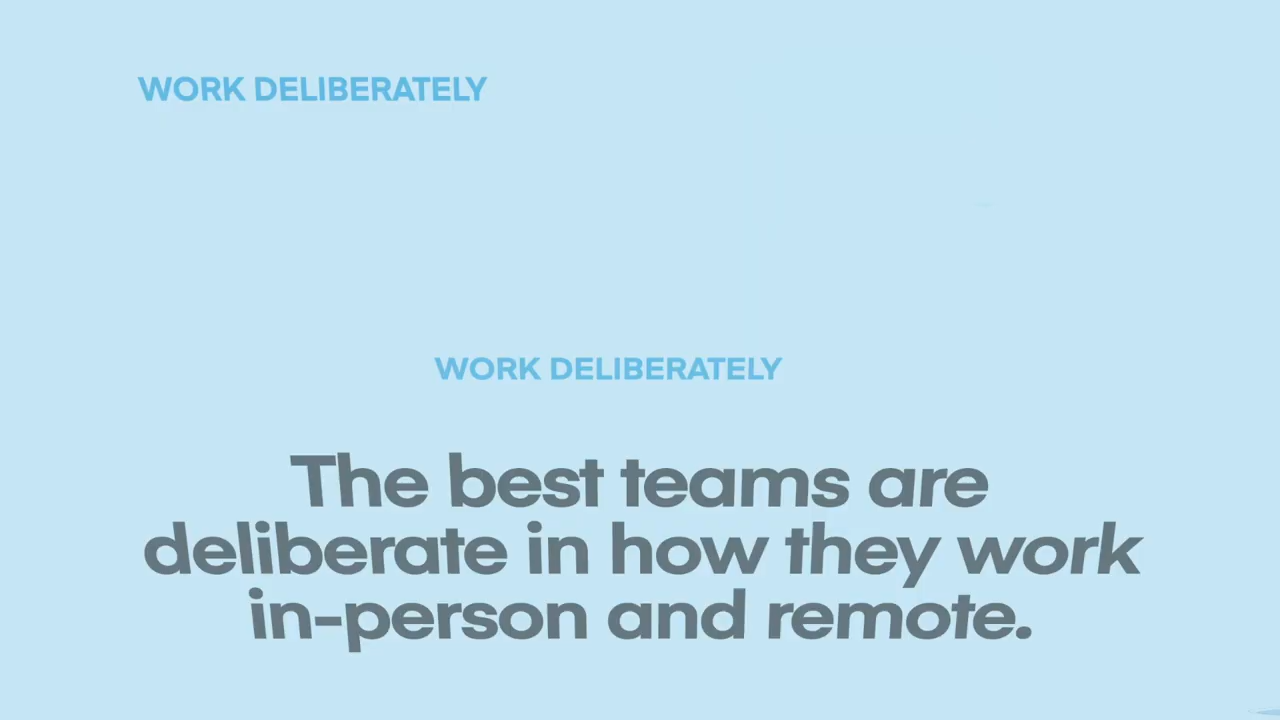 WORK DELIBERATELY
WORK DELIBERATELY
The best teams are
deliberate in how they work
in-person and remote.